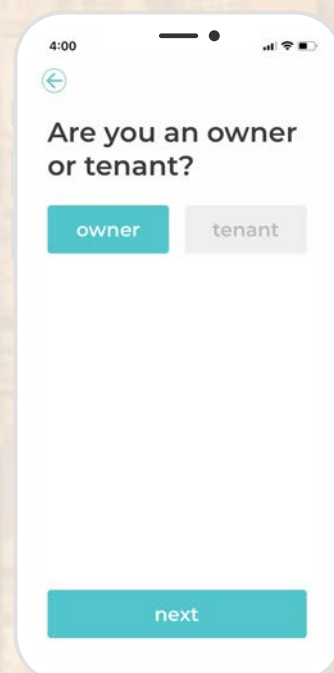 4:00
Are you an owner
or tenant?
owner tenant
next